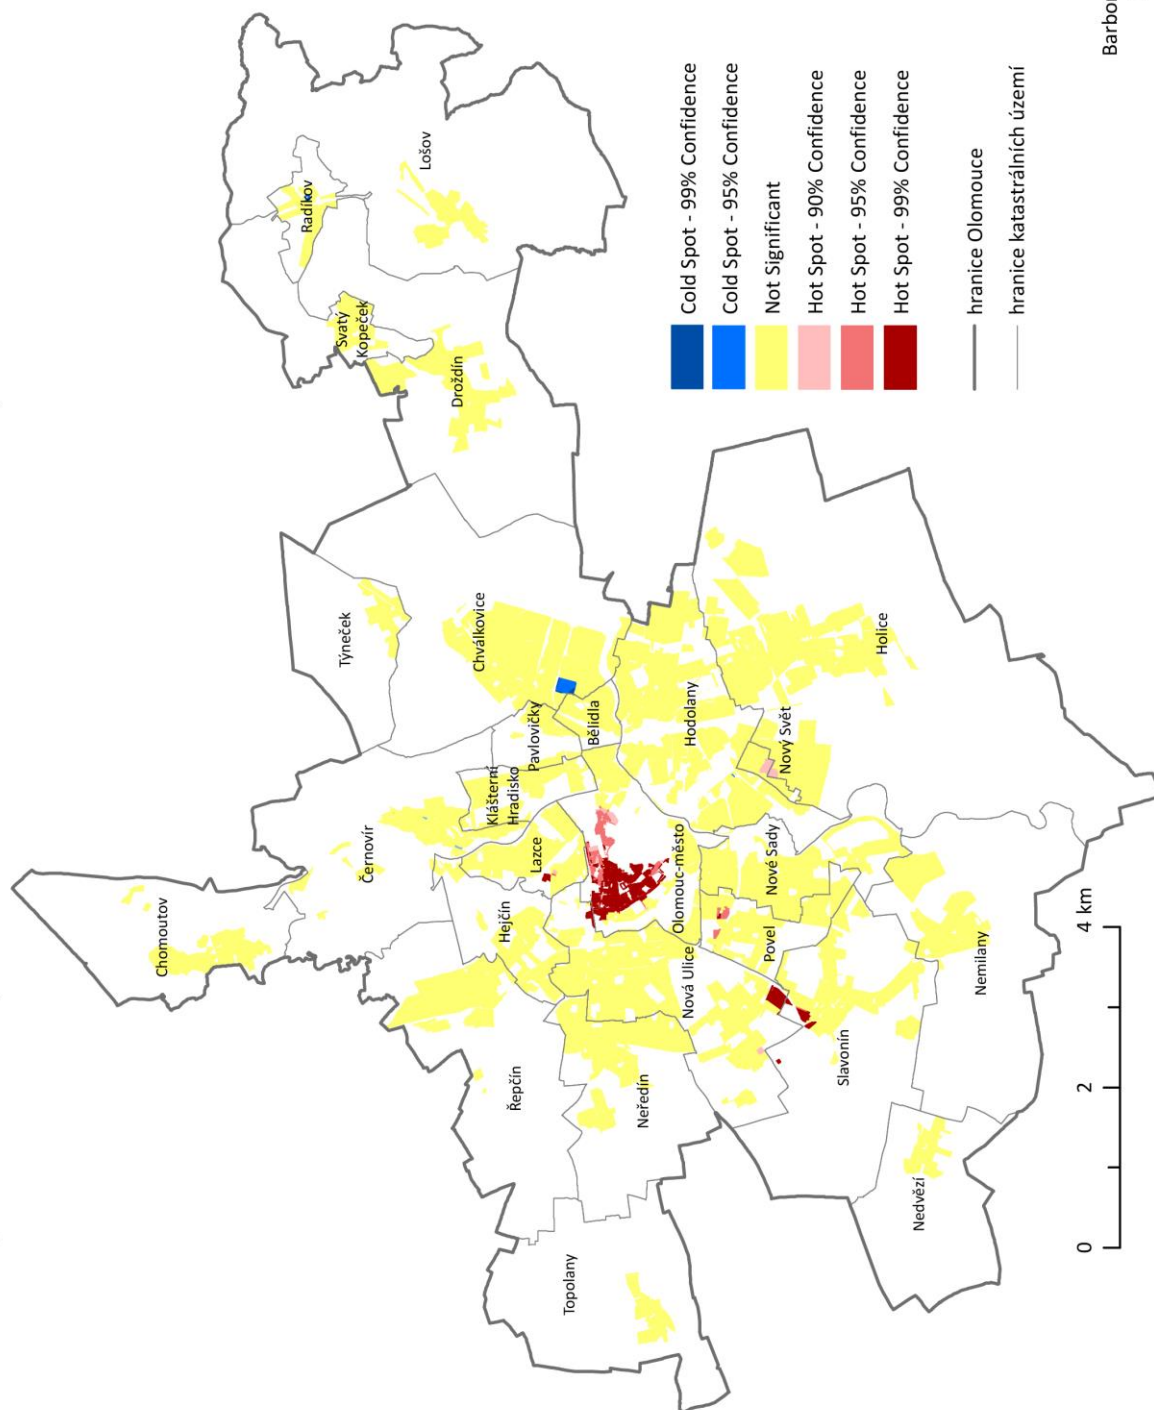 Chomoutov
Černovír
Týneček
Radíkov
Lošov
Svatý
Kopeček
Droždín
Řepčín
Hejčín
Lazce
Klášterní
Hradisko
Pavlovičky
Chválkovice
Bělidla
Topolany
Neředín
Nová Ulice
Olomouc-město
Hodolany
Povel
Nové Sady
Nový Svět
Holice
Slavonín
Nedvězí
Nemilany
Cold Spot - 99% Confidence
Cold Spot - 95% Confidence
Not Significant
Hot Spot - 90% Confidence
Hot Spot - 95% Confidence
Hot Spot - 99% Confidence
hranice Olomouce
hranice katastrálních území
0 2 4 km